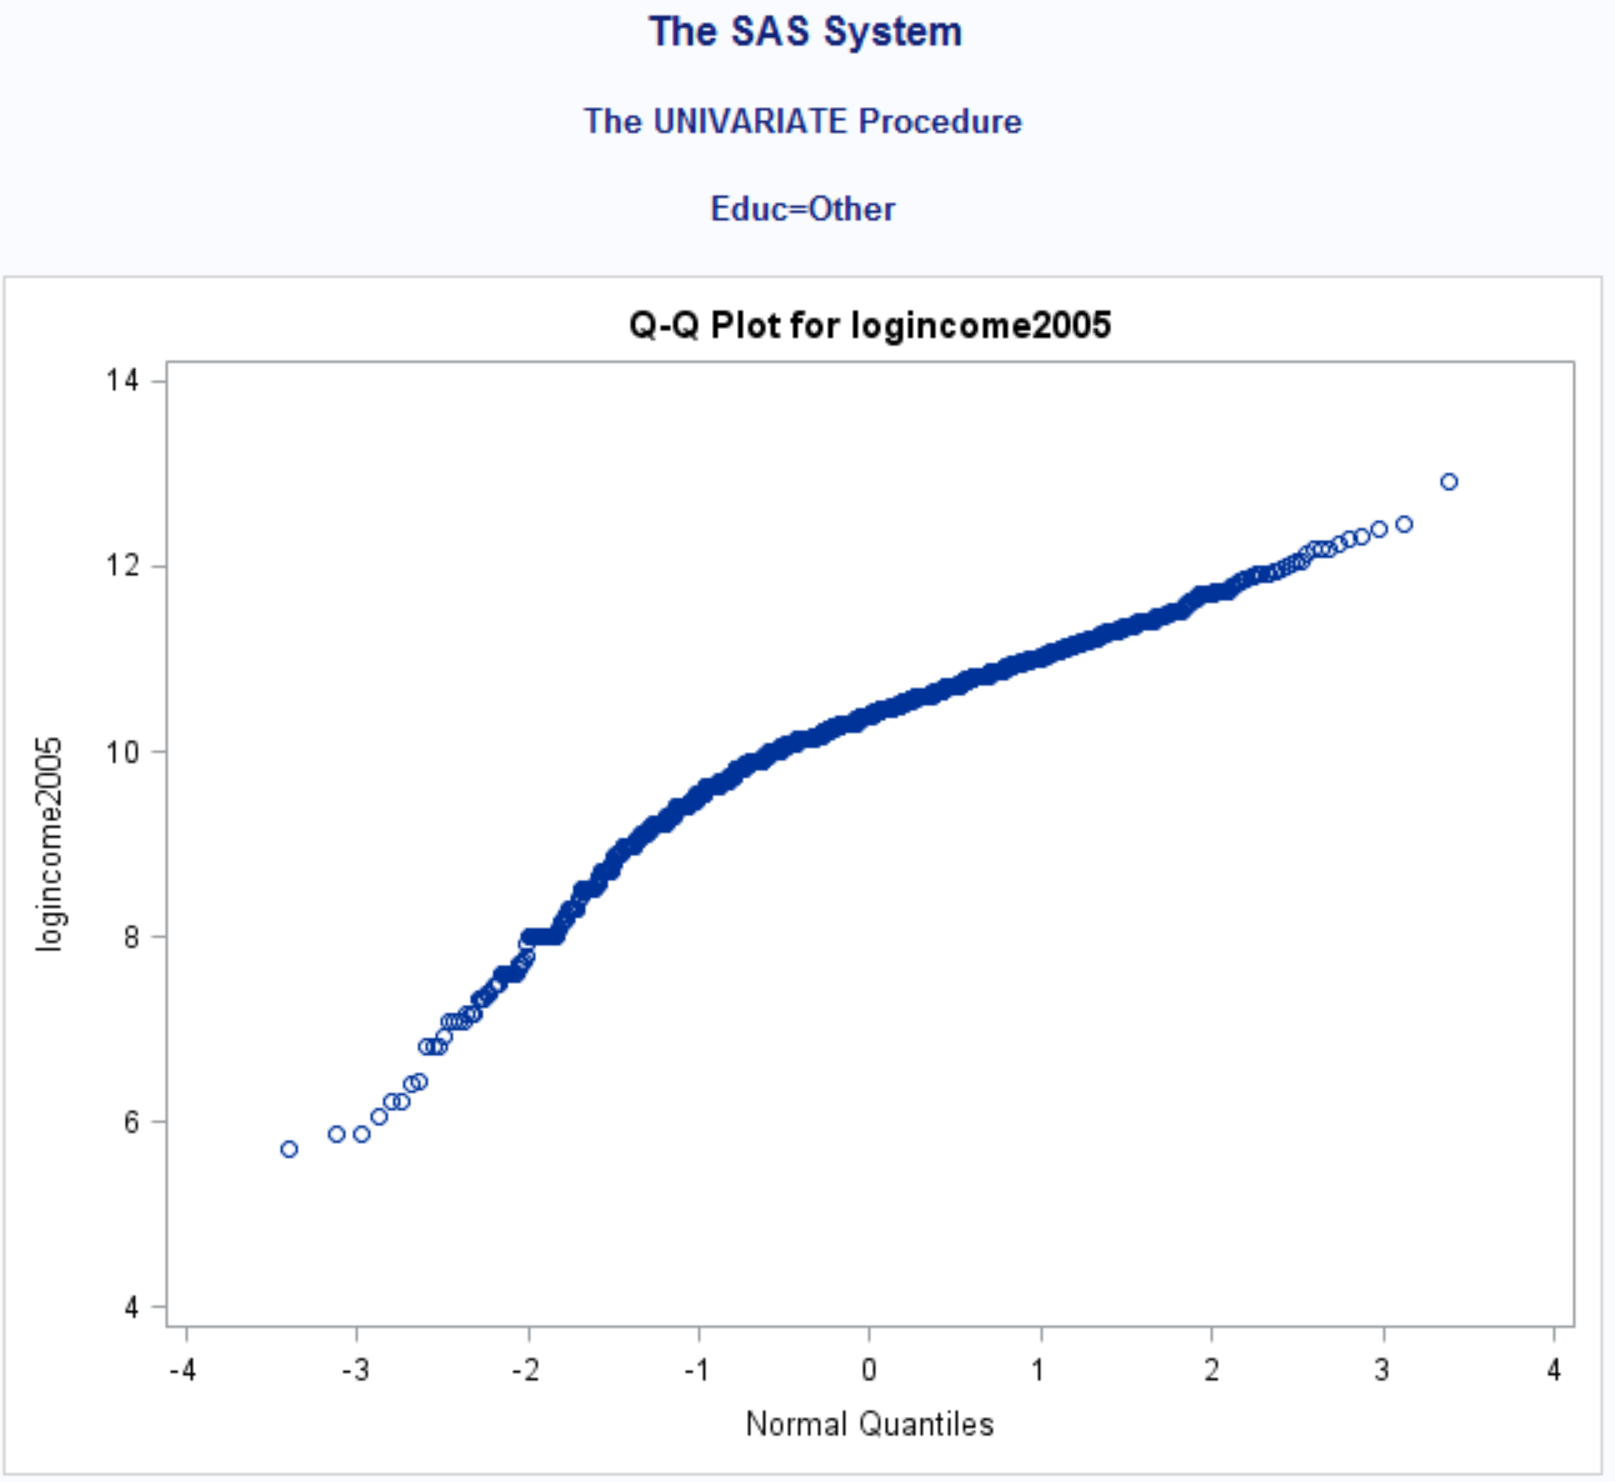 The SAS System
The UNIVARIATE Procedure
Educ=Other
Q-Q Plot for logincome2005
14
12
10
8
6
4
logincome2005
-4 -3 -2 -1 0 1 2 3 4
Normal Quantiles